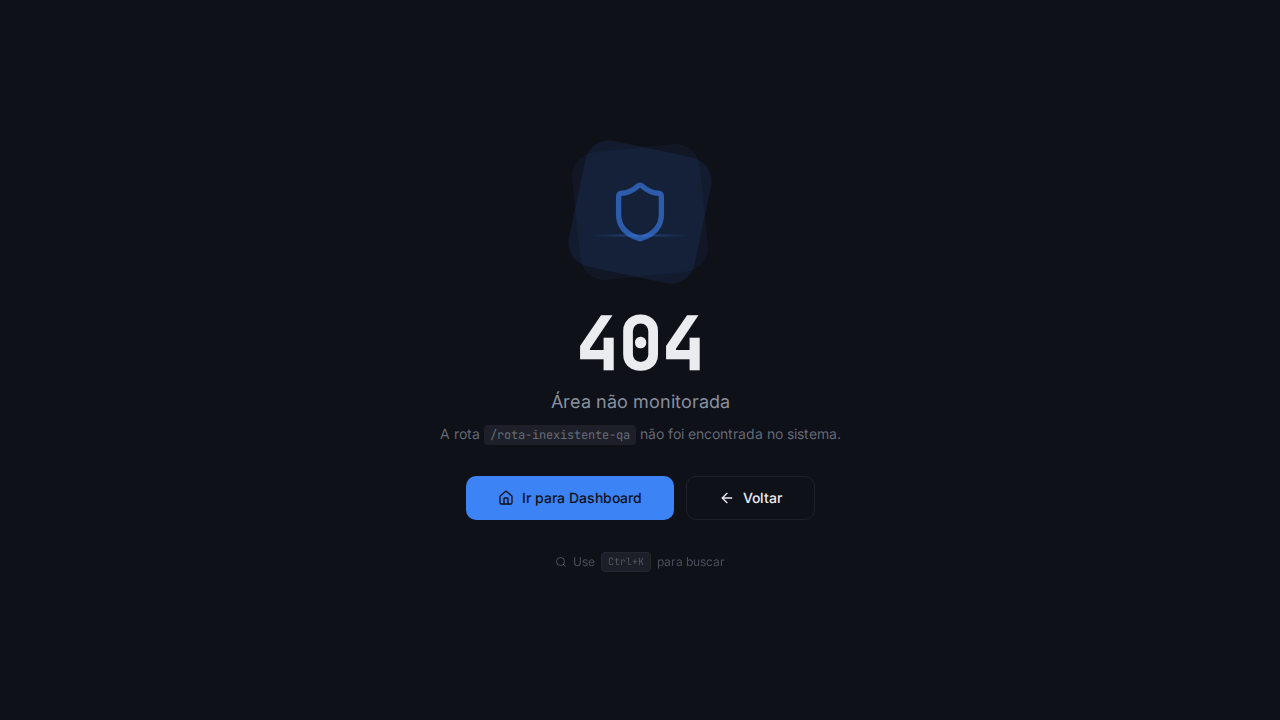 404
Área não monitorada
A rota /rota-inexistente-qa não foi encontrada no sistema.
Ir para Dashboard
Voltar
Use Ctrl+K para buscar